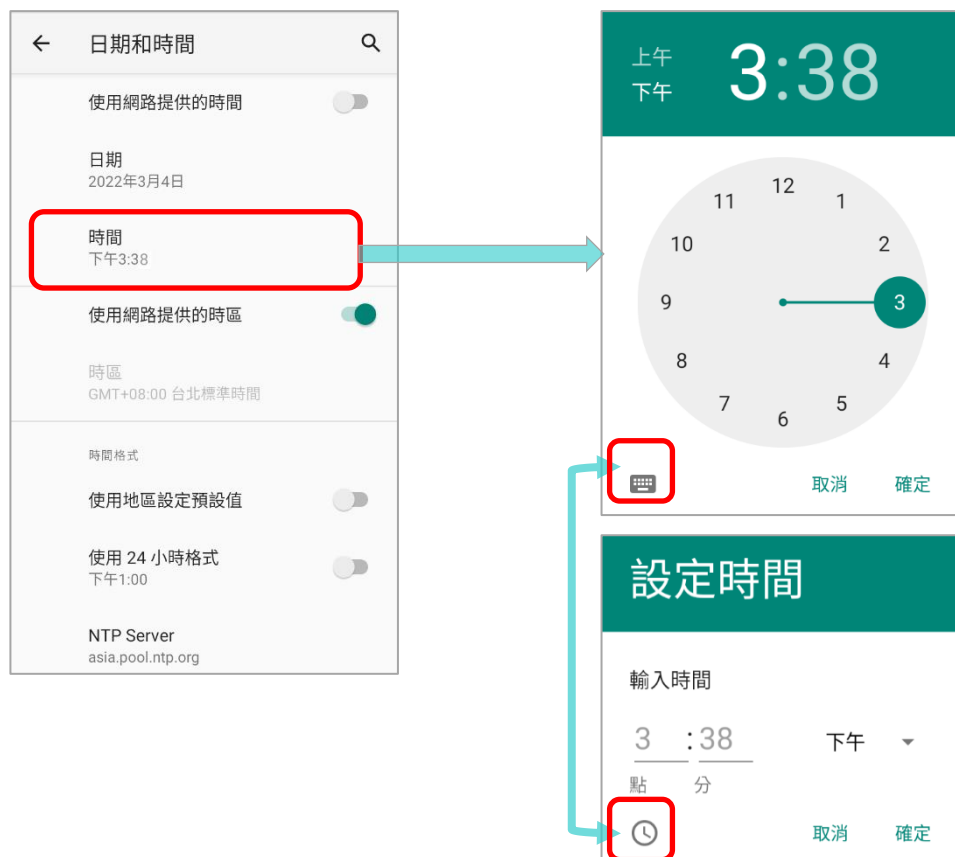 日期和時間
使用網路提供的時間
日期
2022年3月4日
時間
下午3:38
使用網路提供的時區
時區
GMT+08:00 台北標準時間
時間格式
使用地區設定預設值
使用 24 小時格式
下午1:00
NTP Server
asia.pool.ntp.org
上午
下午
3:38
12
1
2
3
4
5
6
7
8
9
10
11
取消 確定
設定時間
輸入時間
3 :38 下午
點 分
取消 確定